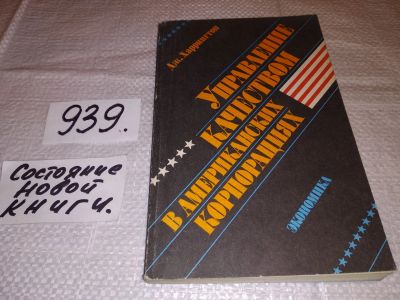 939.
Состояние
новой
книги.
Дж. Харрингтон
Управление
качеством
в американских
корпорациях
Экономика